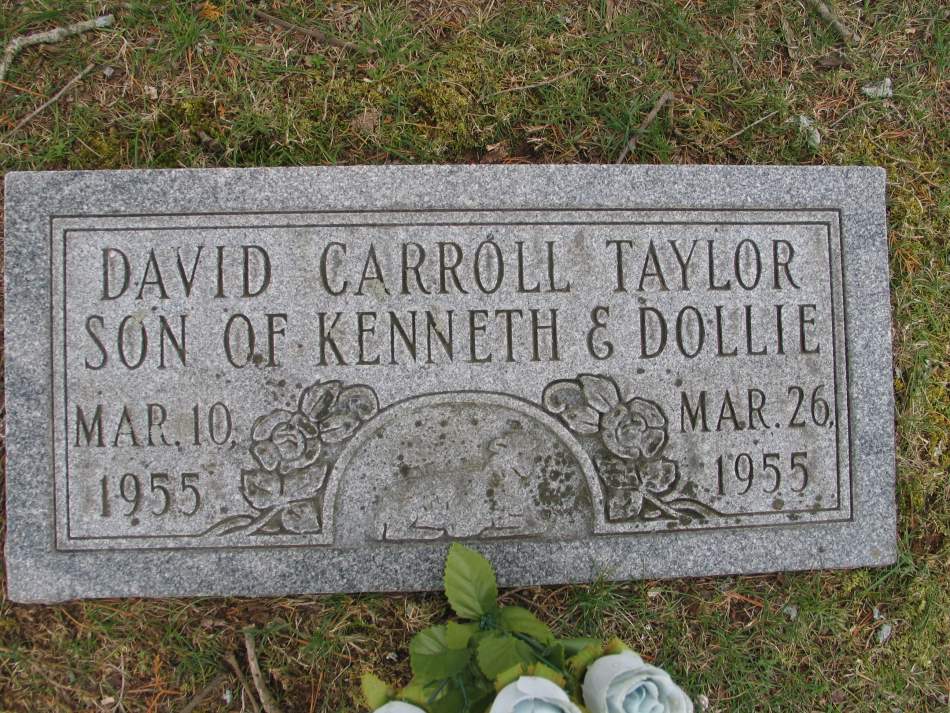 DAVID CARROLL TAYLOR
SON OF KENNETH & DOLLIE
MAR. 10,
1955
MAR. 26,
1955